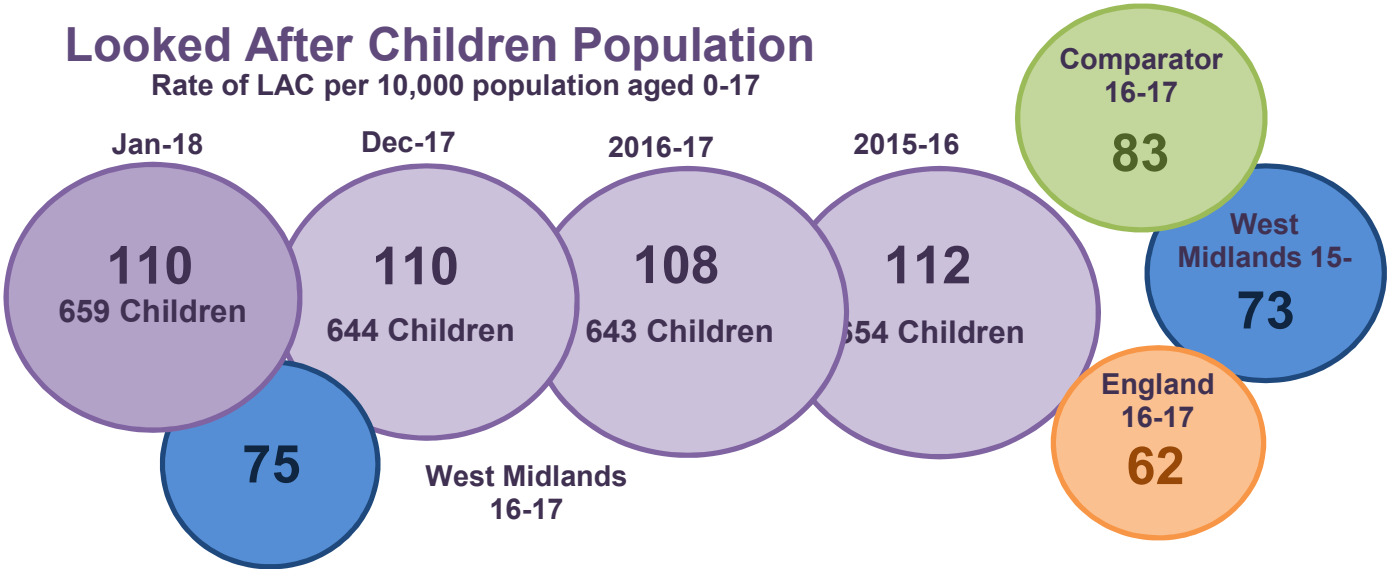 Looked After Children Population
Rate of LAC per 10,000 population aged 0-17
Jan-18
110
659 Children
Dec-17
110
644 Children
2016-17
108
643 Children
2015-16
112
654 Children
75
West Midlands
16-17
Comparator
16-17
83
West
Midlands 15-
73
England
16-17
62